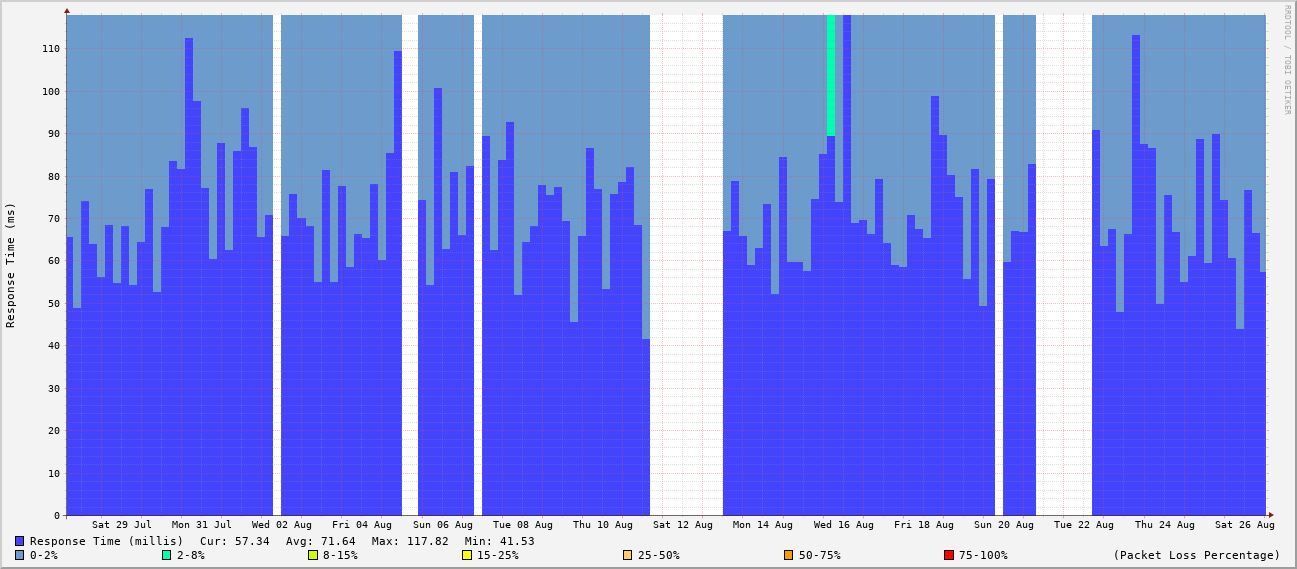 RRDTOOL / TOBI OETIKER
Response Time (ms)
110
100
90
80
70
60
50
40
30
20
10
0
Sat 29 Jul Mon 31 Jul Wed 02 Aug Fri 04 Aug Sun 06 Aug Tue 08 Aug Thu 10 Aug Sat 12 Aug Mon 14 Aug Wed 16 Aug Fri 18 Aug Sun 20 Aug Tue 22 Aug Thu 24 Aug Sat 26 Aug
Response Time (millis) Cur: 57.34 Avg: 71.64 Max: 117.82 Min: 41.53
0-2% 2-8% 8-15% 15-25% 25-50% 50-75% 75-100% (Packet Loss Percentage)